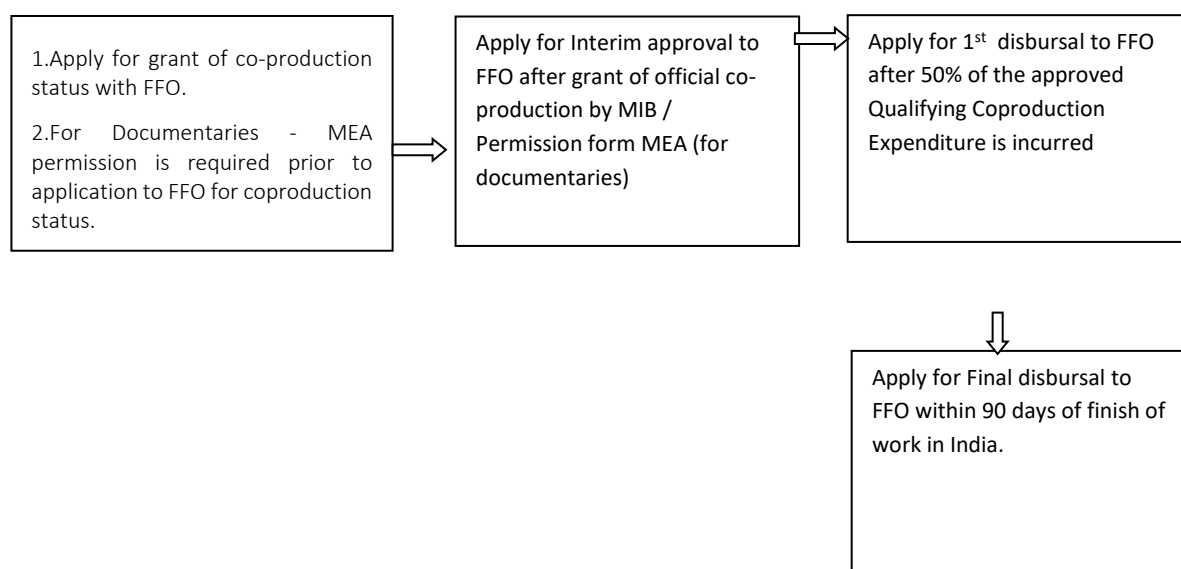 1.Apply for grant of co-production
status with FFO.
2.For Documentaries - MEA
permission is required prior to
application to FFO for coproduction
status.
Apply for Interim approval to
FFO after grant of official co-
production by MIB /
Permission form MEA (for
documentaries)
Apply for 1st disbursal to FFO
after 50% of the approved
Qualifying Coproduction
Expenditure is incurred
Apply for Final disbursal to
FFO within 90 days of finish of
work in India.